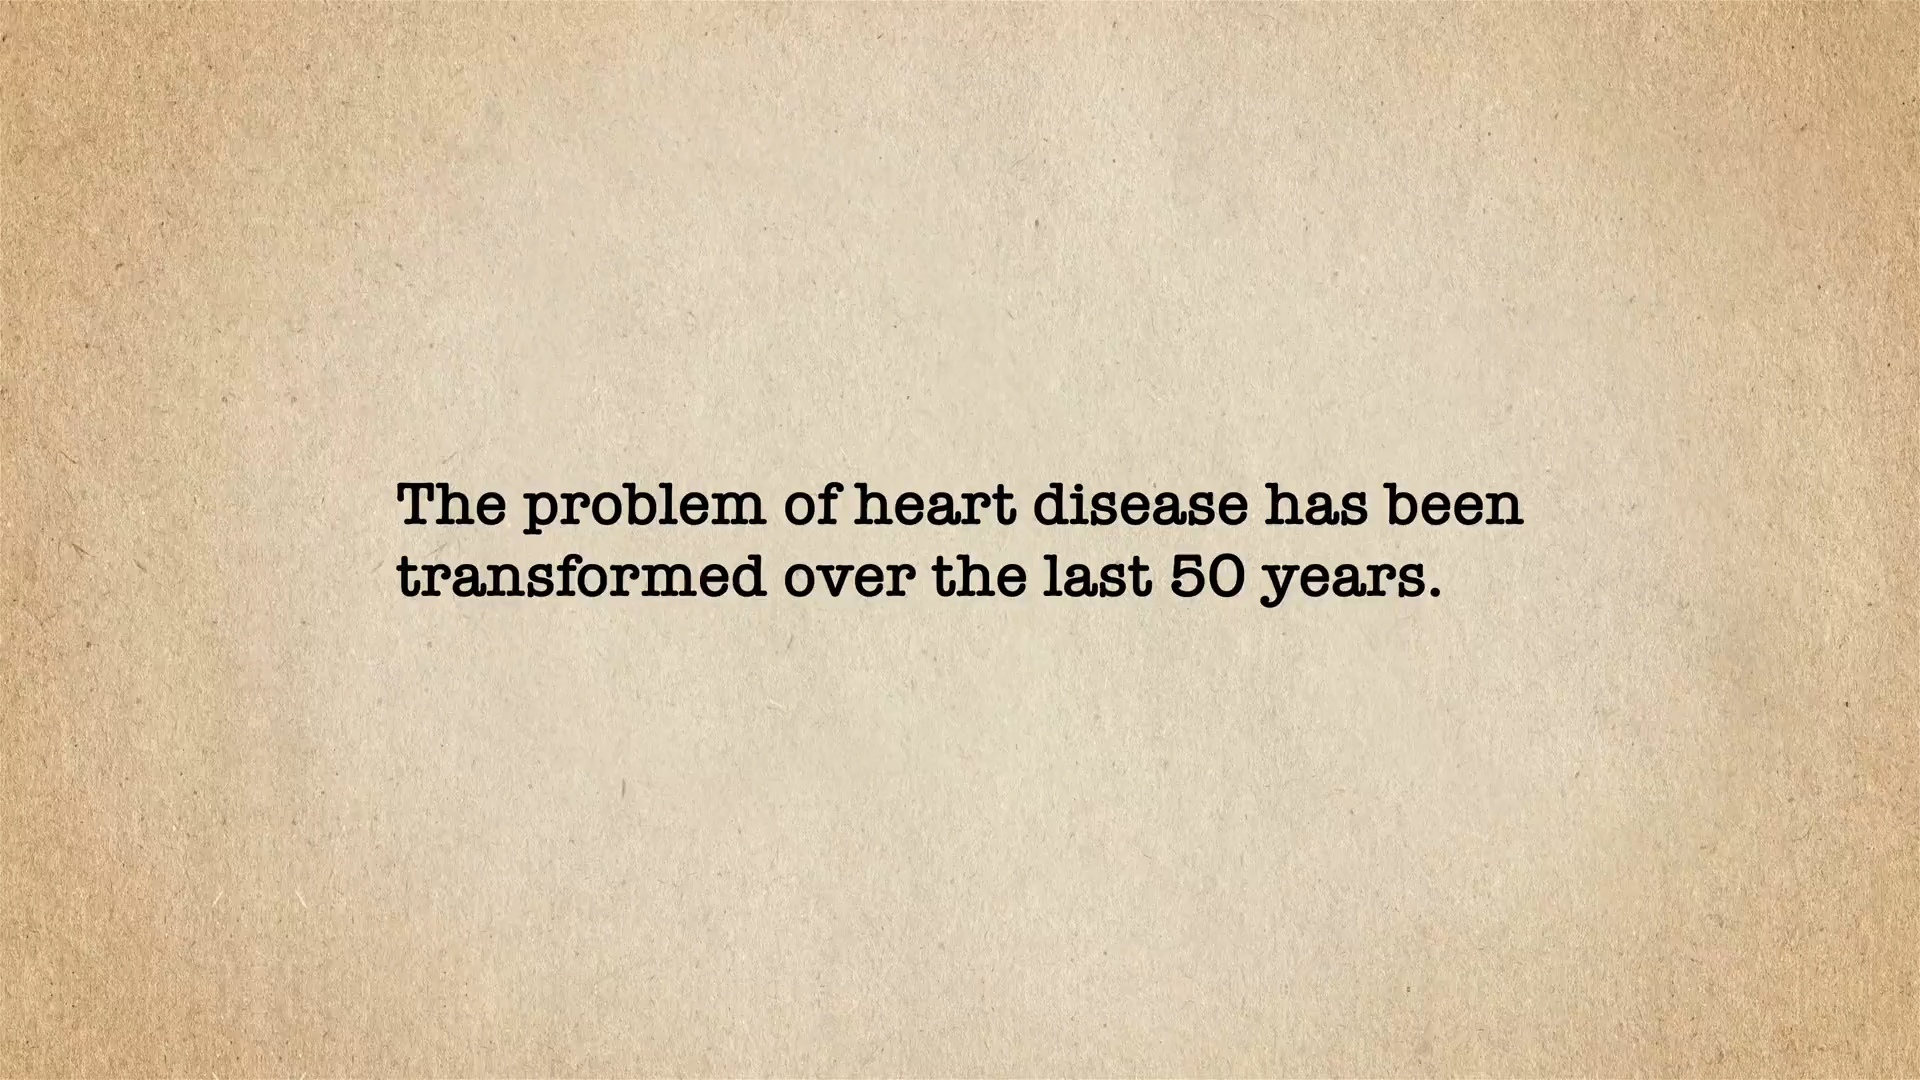 The problem of heart disease has been
transformed over the last 50 years.